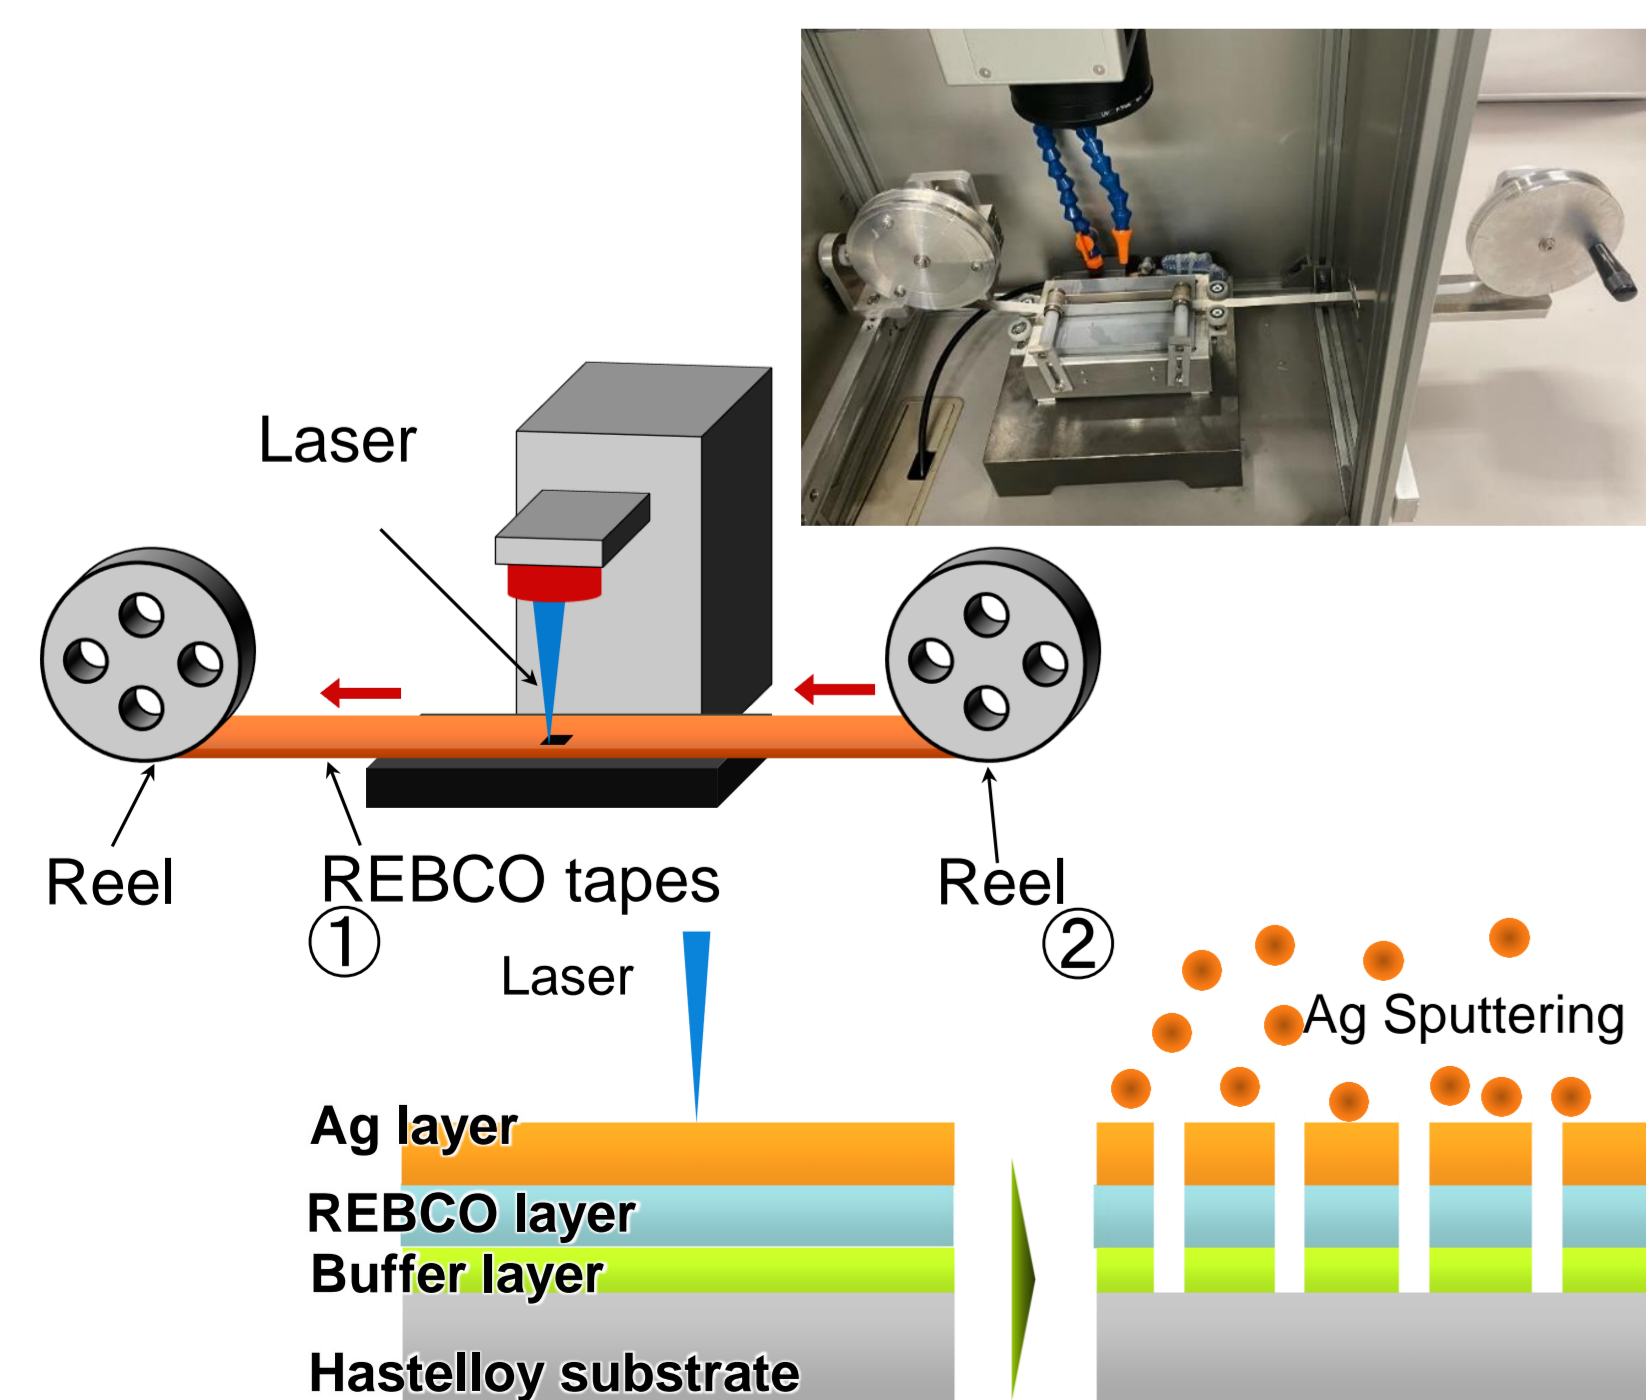 Laser
Reel
REBCO tapes
Reel
①
Laser
②
Ag Sputtering
Ag layer
REBCO layer
Buffer layer
Hastelloy substrate